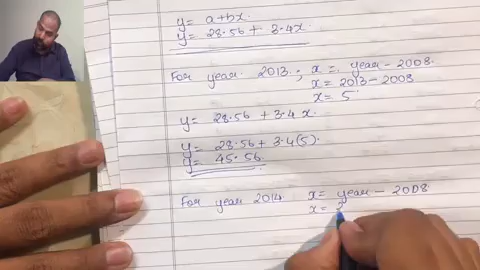 y = a+bx.
y = 28.56 + 3.4x
For year 2013; x = year - 2008.
x = 2013 - 2008
x = 5
y = 28.56 + 3.4 x.
y = 28.56 + 3.4(5)
y = 45.56
For year 2014 x = year - 2008
x = 2